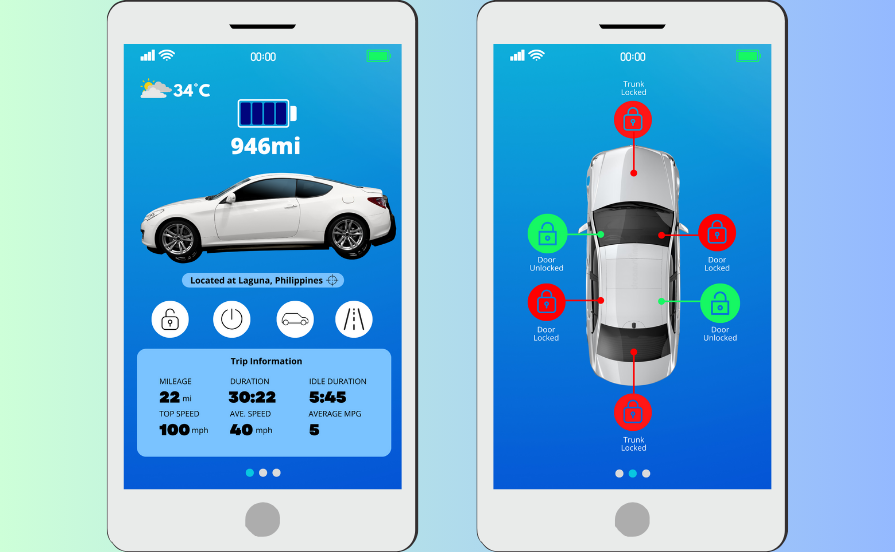 00:00
34°C
946mi
Located at Laguna, Philippines
Trip Information
MILEAGE DURATION IDLE DURATION
22 mi 30:22 5:45
TOP SPEED AVE. SPEED AVERAGE MPG
100 mph 40 mph 5
00:00
Trunk
Locked
Door
Unlocked
Door
Locked
Door
Locked
Door
Unlocked
Trunk
Locked